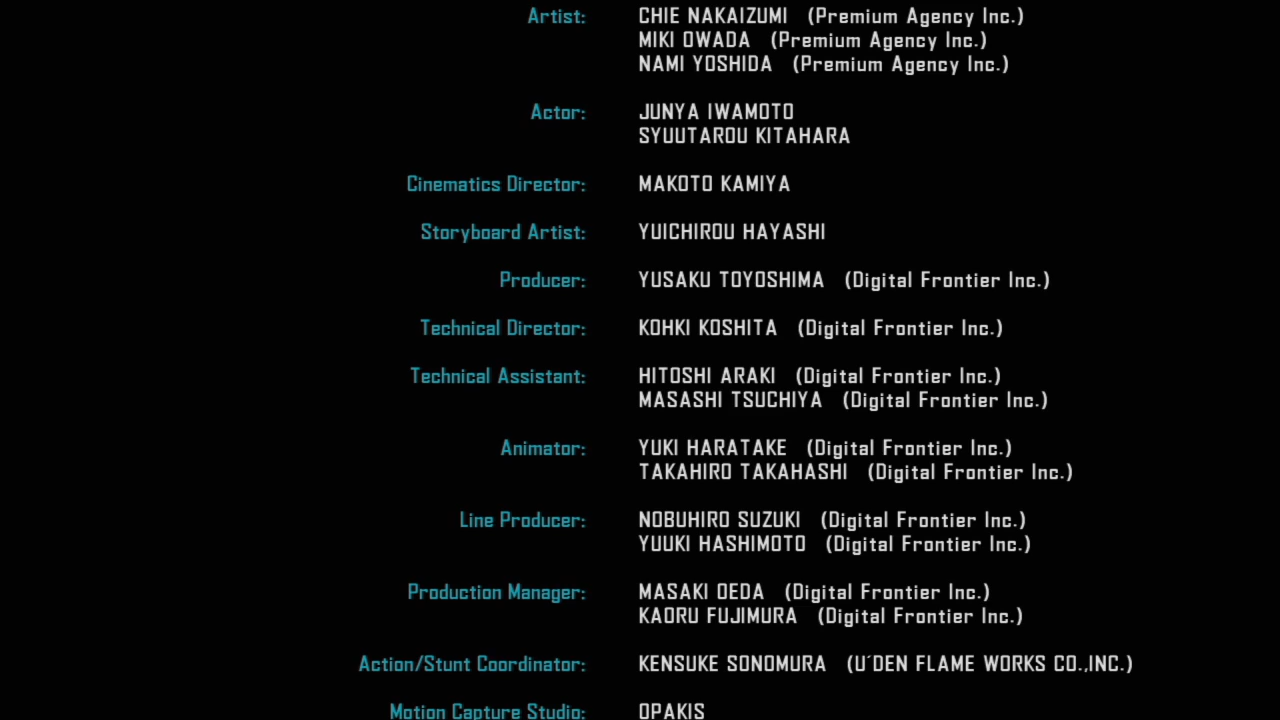 Artist: CHIE NAKAIZUMI (Premium Agency Inc.)
MIKI OWADA (Premium Agency Inc.)
NAMI YOSHIDA (Premium Agency Inc.)
Actor: JUNYA IWAMOTO
SYUUTAROU KITAHARA
Cinematics Director: MAKOTO KAMIYA
Storyboard Artist: YUICHIROU HAYASHI
Producer: YUSAKU TOYOSHIMA (Digital Frontier Inc.)
Technical Director: KOHKI KOSHITA (Digital Frontier Inc.)
Technical Assistant: HITOSHI ARAKI (Digital Frontier Inc.)
MASASHI TSUCHIYA (Digital Frontier Inc.)
Animator: YUKI HARATAKE (Digital Frontier Inc.)
TAKAHIRO TAKAHASHI (Digital Frontier Inc.)
Line Producer: NOBUHIRO SUZUKI (Digital Frontier Inc.)
YUUKI HASHIMOTO (Digital Frontier Inc.)
Production Manager: MASAKI OEDA (Digital Frontier Inc.)
KAORU FUJIMURA (Digital Frontier Inc.)
Action/Stunt Coordinator: KENSUKE SONOMURA (U´DEN FLAME WORKS CO.,INC.)
Motion Capture Studio: OPAKIS